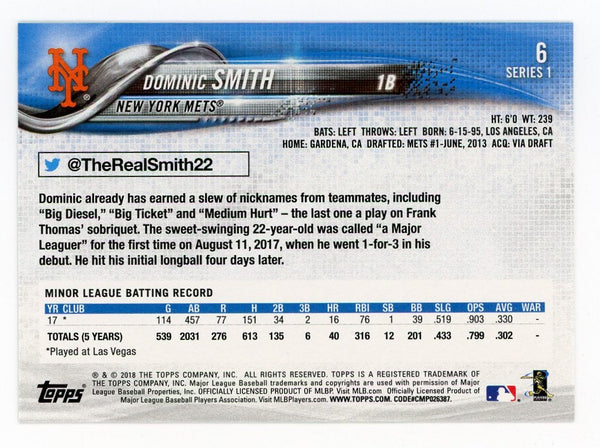 NY
DOMINIC SMITH
1B
6
SERIES 1
NEW YORK METS®
HT: 6'0 WT: 239
BATS: LEFT THROWS: LEFT BORN: 6-15-95, LOS ANGELES, CA
HOME: GARDENA, CA DRAFTED: METS #1-JUNE, 2013 ACQ: VIA DRAFT
@TheRealSmith22
Dominic already has earned a slew of nicknames from teammates, including
“Big Diesel,” “Big Ticket” and “Medium Hurt” – the last one a play on Frank
Thomas’ sobriquet. The sweet-swinging 22-year-old was called “a Major
Leaguer” for the first time on August 11, 2017, when he went 1-for-3 in his
debut. He hit his initial longball four days later.
MINOR LEAGUE BATTING RECORD
YR CLUB G AB R H 2B 3B HR RBI SB BB SLG OPS AVG WAR
17 * 114 457 77 151 34 2 16 76 1 39 .519 .903 .330 -
TOTALS (5 YEARS) 539 2031 276 613 135 6 40 316 12 201 .433 .799 .302 -
*Played at Las Vegas
® & © 2018 THE TOPPS COMPANY, INC. ALL RIGHTS RESERVED. TOPPS IS A REGISTERED TRADEMARK OF
THE TOPPS COMPANY, INC. Major League Baseball trademarks and copyrights are used with permission of Major
League Baseball Properties, Inc. OFFICIALLY LICENSED PRODUCT OF MLBP. Visit MLB.com Officially Licensed Product of
Major League Baseball Players Association. Visit MLBPlayers.com. WWW.TOPPS.COM. CODE#CMP026387.
topps